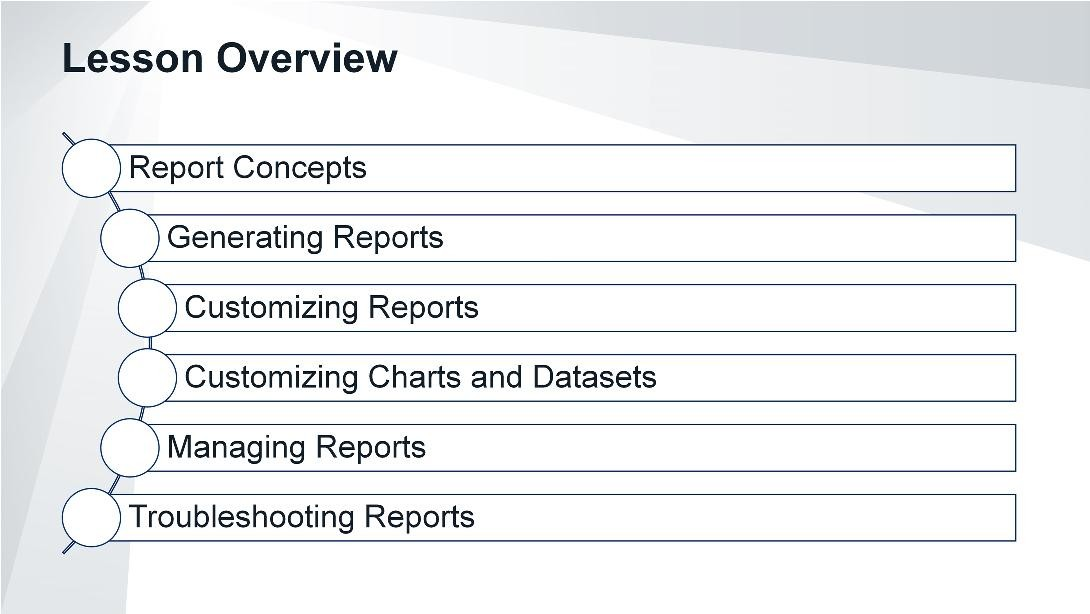 Lesson Overview
Report Concepts
Generating Reports
Customizing Reports
Customizing Charts and Datasets
Managing Reports
Troubleshooting Reports